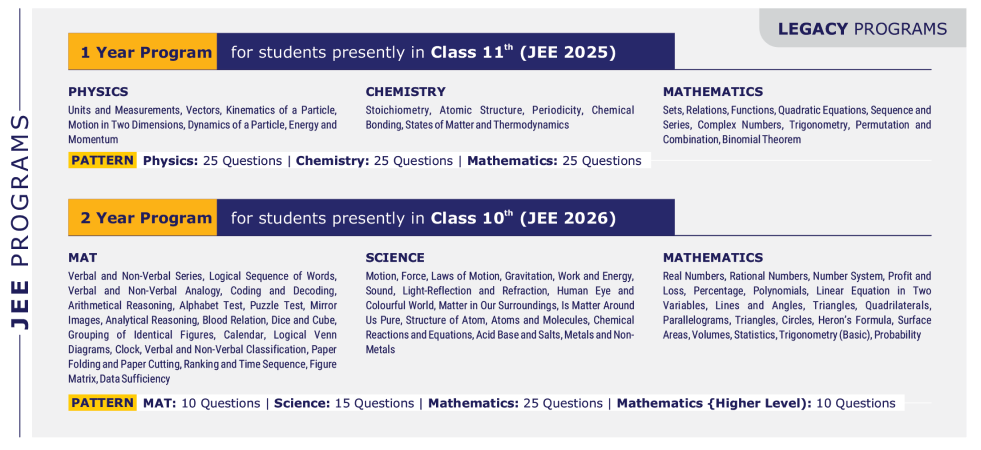 LEGACY PROGRAMS
JEE PROGRAMS
1 Year Program for students presently in Class 11th (JEE 2025)
PHYSICS
Units and Measurements, Vectors, Kinematics of a Particle,
Motion in Two Dimensions, Dynamics of a Particle, Energy and
Momentum
CHEMISTRY
Stoichiometry, Atomic Structure, Periodicity, Chemical
Bonding, States of Matter and Thermodynamics
MATHEMATICS
Sets, Relations, Functions, Quadratic Equations, Sequence and
Series, Complex Numbers, Trigonometry, Permutation and
Combination, Binomial Theorem
PATTERN Physics: 25 Questions | Chemistry: 25 Questions | Mathematics: 25 Questions
2 Year Program for students presently in Class 10th (JEE 2026)
MAT
Verbal and Non-Verbal Series, Logical Sequence of Words,
Verbal and Non-Verbal Analogy, Coding and Decoding,
Arithmetical Reasoning, Alphabet Test, Puzzle Test, Mirror
Images, Analytical Reasoning, Blood Relation, Dice and Cube,
Grouping of Identical Figures, Calendar, Logical Venn
Diagrams, Clock, Verbal and Non-Verbal Classification, Paper
Folding and Paper Cutting, Ranking and Time Sequence, Figure
Matrix, Data Sufficiency
SCIENCE
Motion, Force, Laws of Motion, Gravitation, Work and Energy,
Sound, Light-Reflection and Refraction, Human Eye and
Colourful World, Matter in Our Surroundings, Is Matter Around
Us Pure, Structure of Atom, Atoms and Molecules, Chemical
Reactions and Equations, Acid Base and Salts, Metals and Non-
Metals
MATHEMATICS
Real Numbers, Rational Numbers, Number System, Profit and
Loss, Percentage, Polynomials, Linear Equation in Two
Variables, Lines and Angles, Triangles, Quadrilaterals,
Parallelograms, Triangles, Circles, Heron's Formula, Surface
Areas, Volumes, Statistics, Trigonometry (Basic), Probability
PATTERN MAT: 10 Questions | Science: 15 Questions | Mathematics: 25 Questions | Mathematics {Higher Level): 10 Questions